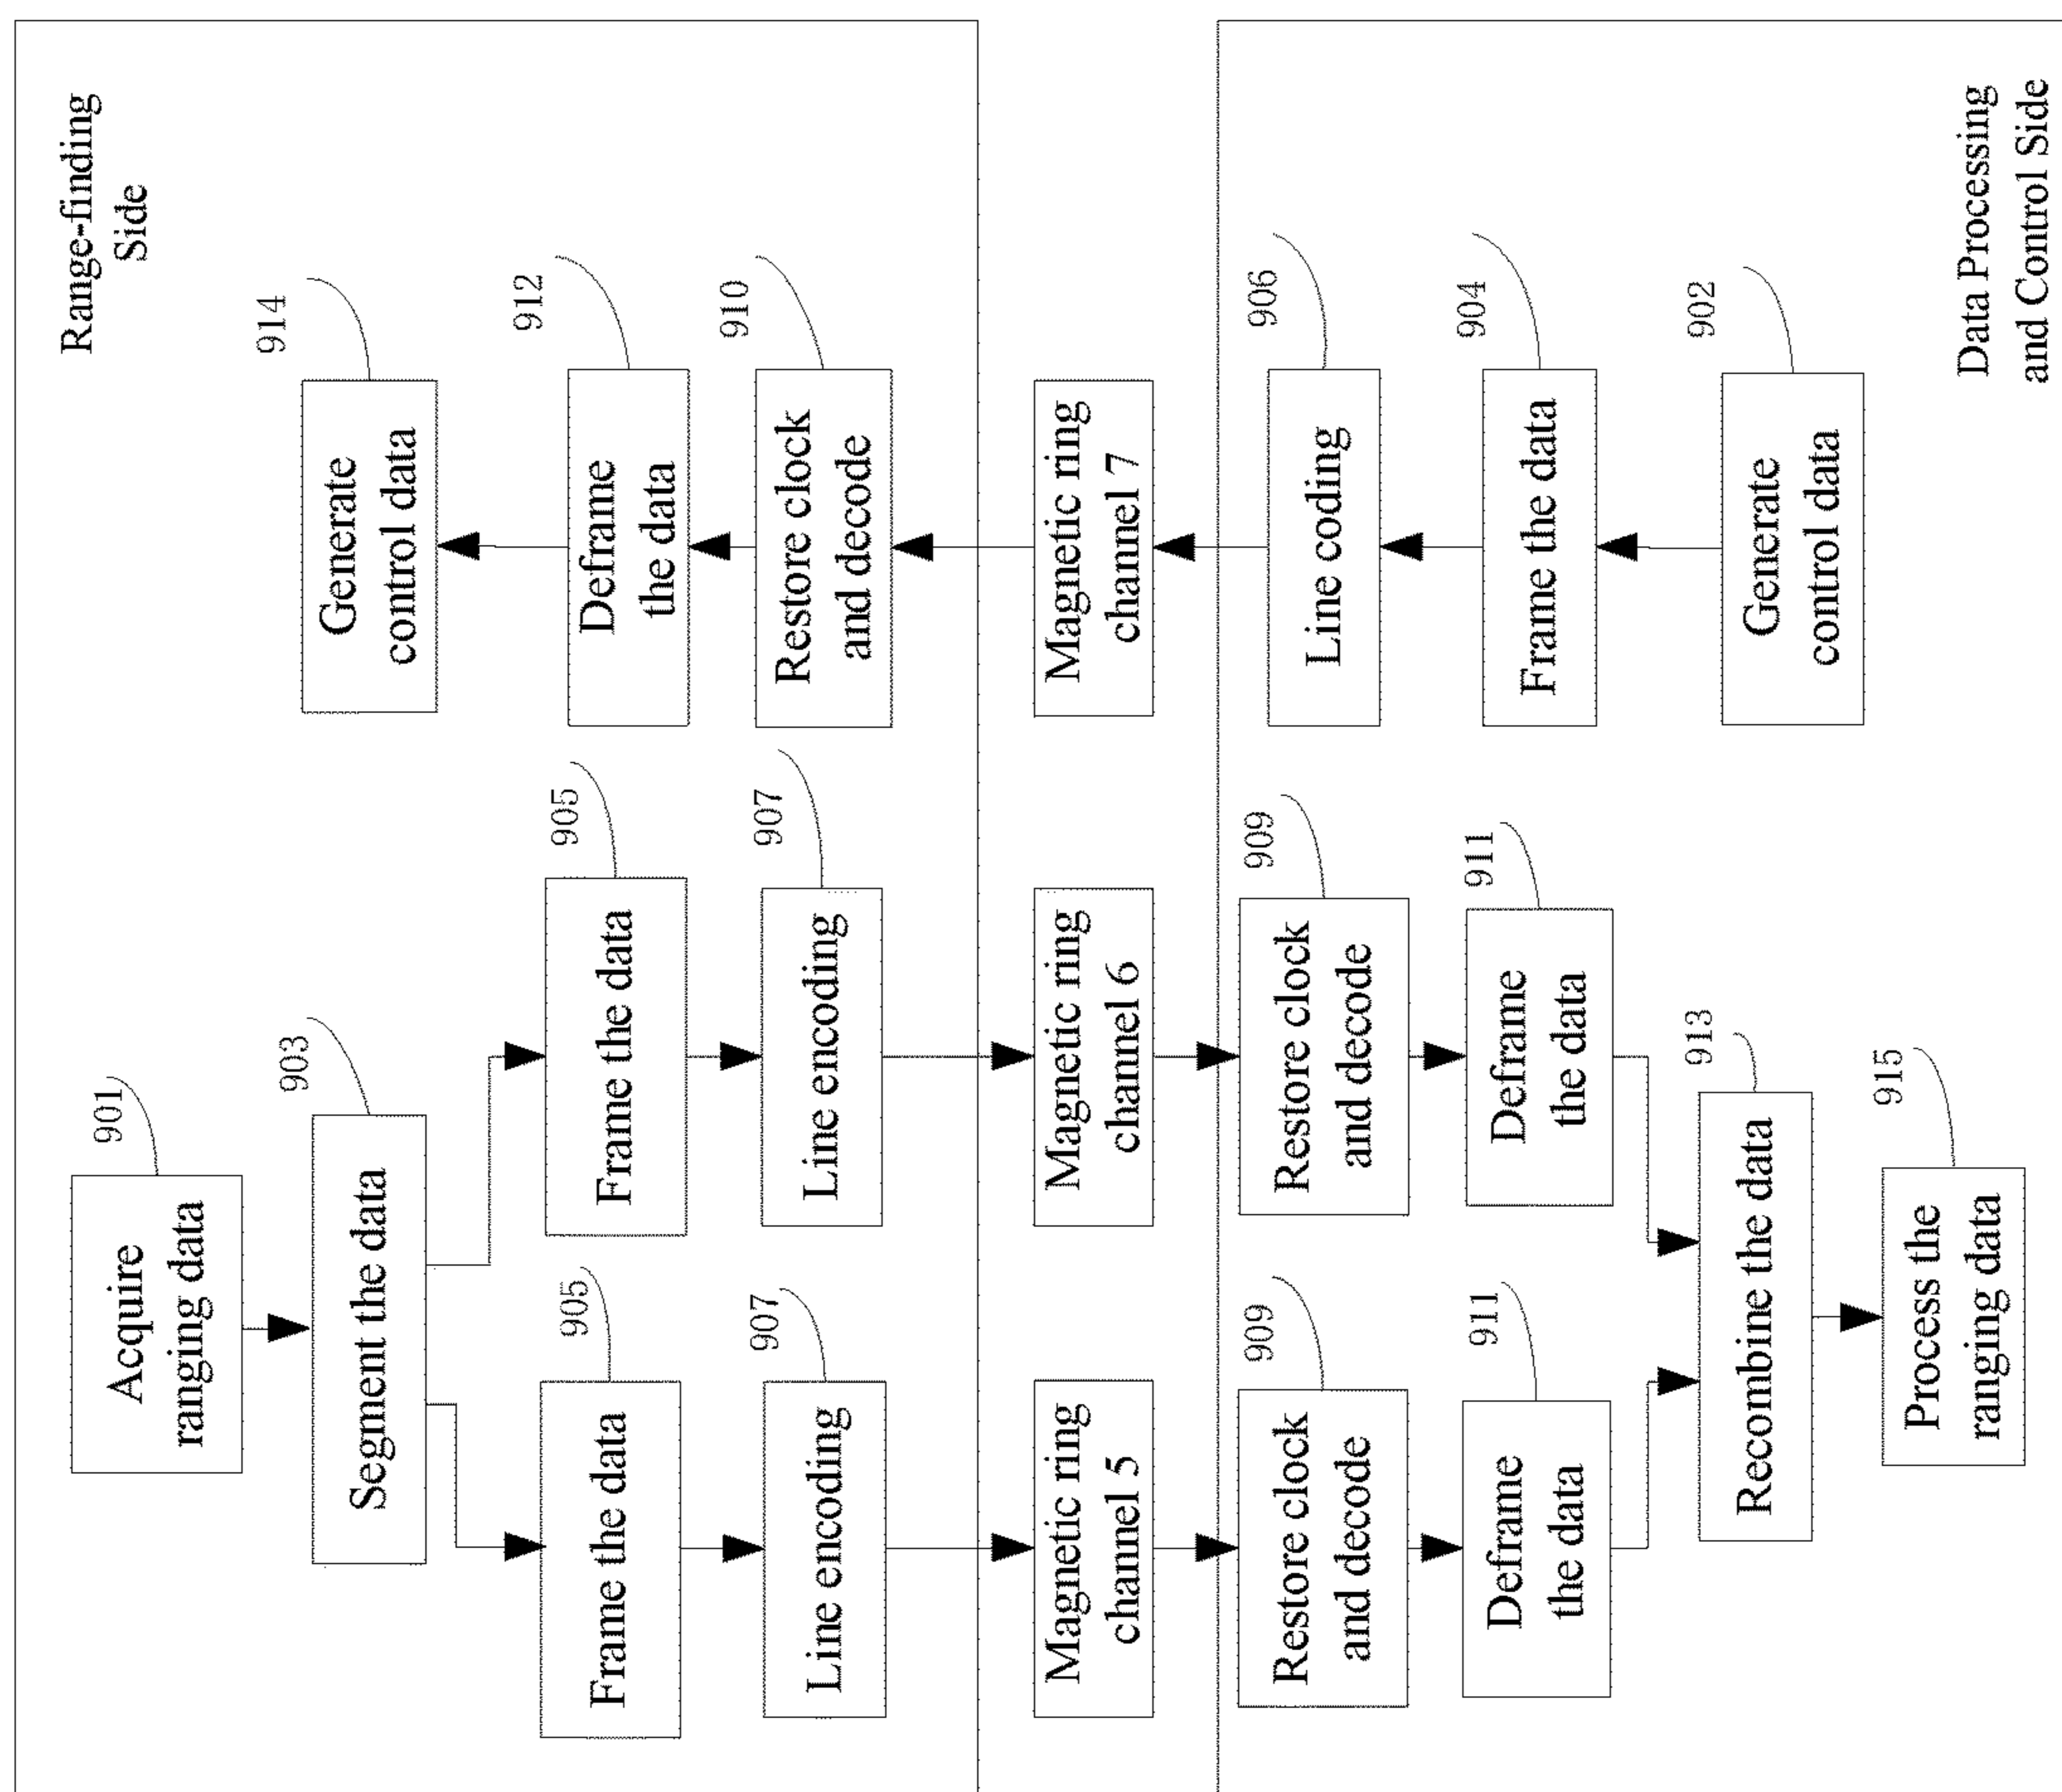 Range-finding
Side
901
Acquire
ranging data
903
Segment the data
905
Frame the data
905
Frame the data
907
Line encoding
907
Line encoding
914
Generate
control data
912
Deframe
the data
910
Restore clock
and decode
Magnetic ring
channel 5
Magnetic ring
channel 6
Magnetic ring
channel 7
909
Restore clock
and decode
909
Restore clock
and decode
911
Deframe
the data
911
Deframe
the data
913
Recombine the data
915
Process the
ranging data
906
Line coding
904
Frame the data
902
Generate
control data
Data Processing
and Control Side